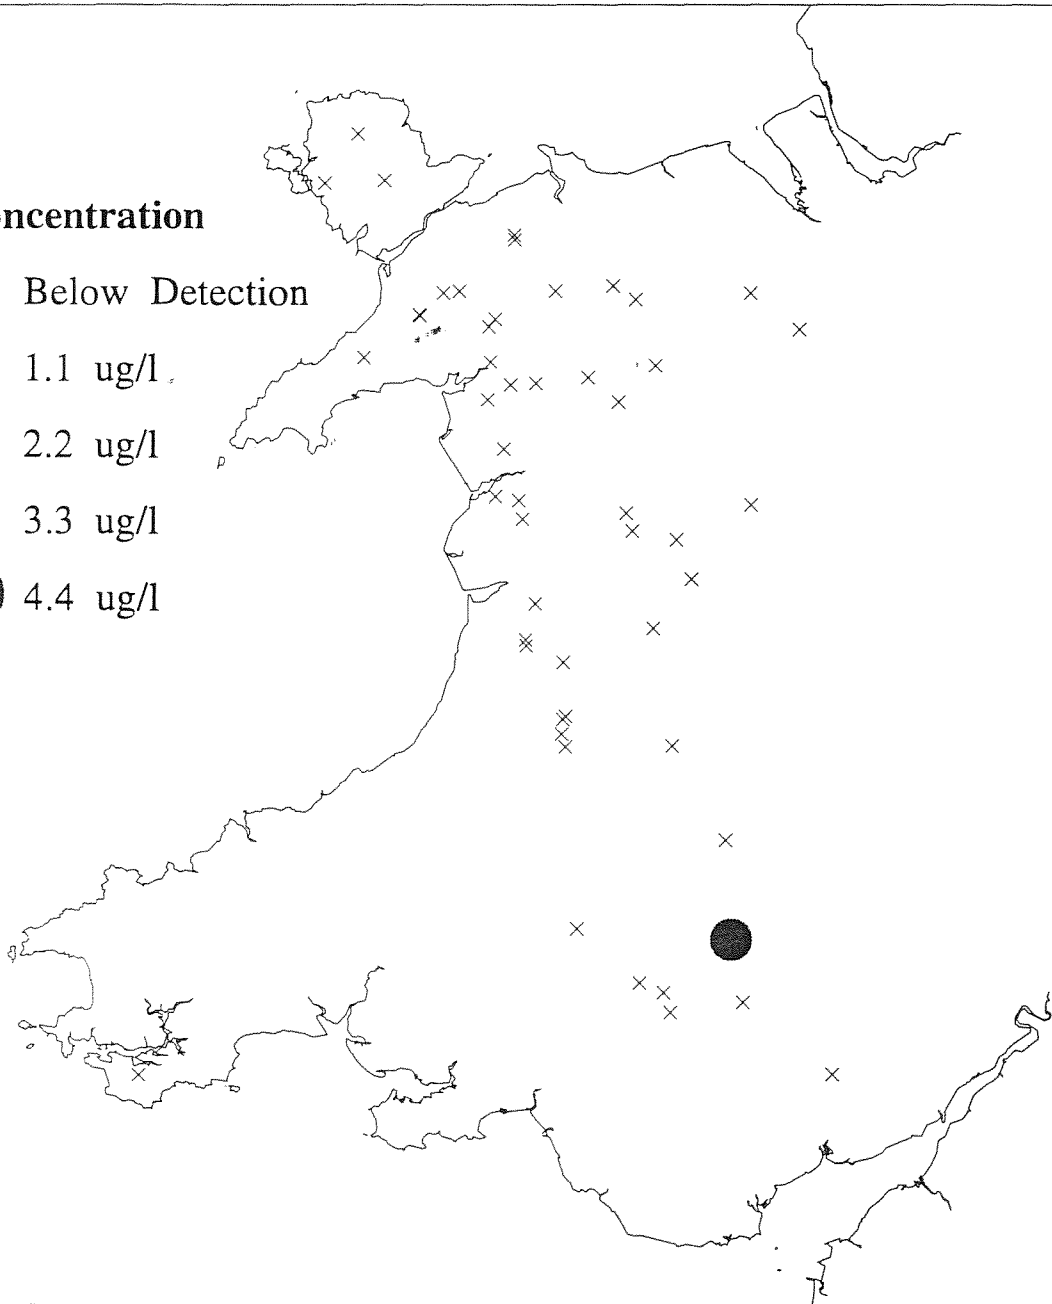 ncentration
Below Detection
1.1 ug/l
2.2 ug/l
3.3 ug/l
4.4 ug/l